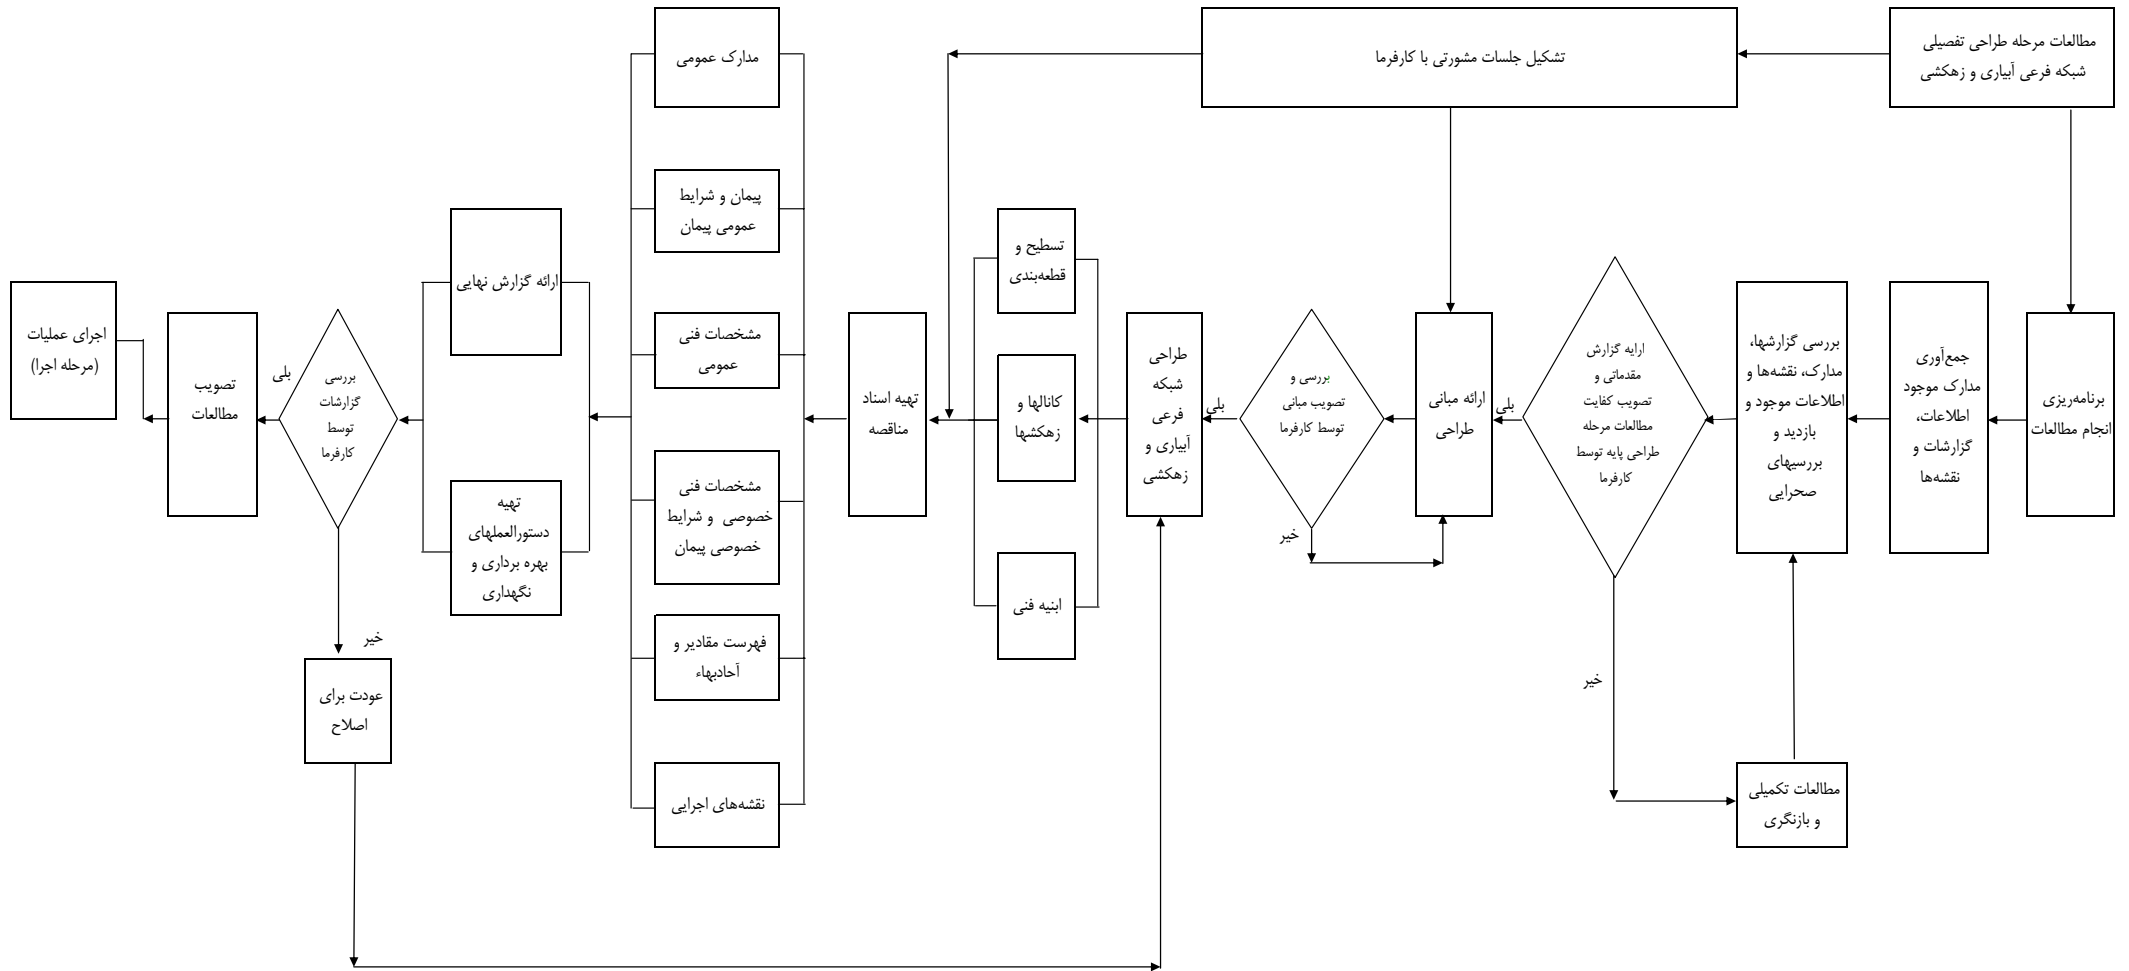 مطالعات مرحله طراحی تفصیلی
شبکه فرعی آبیاری و زهکشی
تشکیل جلسات مشورتی با کارفرما
برنامه‌ریزی
انجام مطالعات
جمع‌آوری
مدارک موجود
اطلاعات،
گزارشات و
نقشه‌ها
بررسی گزارشها،
مدارک، نقشه‌ها و
اطلاعات موجود و
بازدید و
بررسیهای
صحرایی
مطالعات تکمیلی
و بازنگری
ارایه گزارش
مقدماتی و
تصویب کفایت
مطالعات مرحله
طراحی پایه توسط
کارفرما
خیر
بلی
ارائه مبانی
طراحی
بررسی و
تصویب مبانی
توسط کارفرما
خیر
بلی
طراحی
شبکه
فرعی
آبیاری و
زهکشی
تسطیح و
قطعه‌بندی
کانالها و
زهکشها
ابنیه فنی
تهیه اسناد
مناقصه
مدارک عمومی
پیمان و شرایط
عمومی پیمان
مشخصات فنی
عمومی
مشخصات فنی
خصوصی و شرایط
خصوصی پیمان
فهرست مقادیر و
آحادبهاء
نقشه‌های اجرایی
ارائه گزارش نهایی
تهیه
دستورالعملهای
بهره برداری و
نگهداری
بررسی
گزارشات
توسط
کارفرما
بلی
خیر
عودت برای
اصلاح
تصویب
مطالعات
اجرای عملیات
(مرحله اجرا)